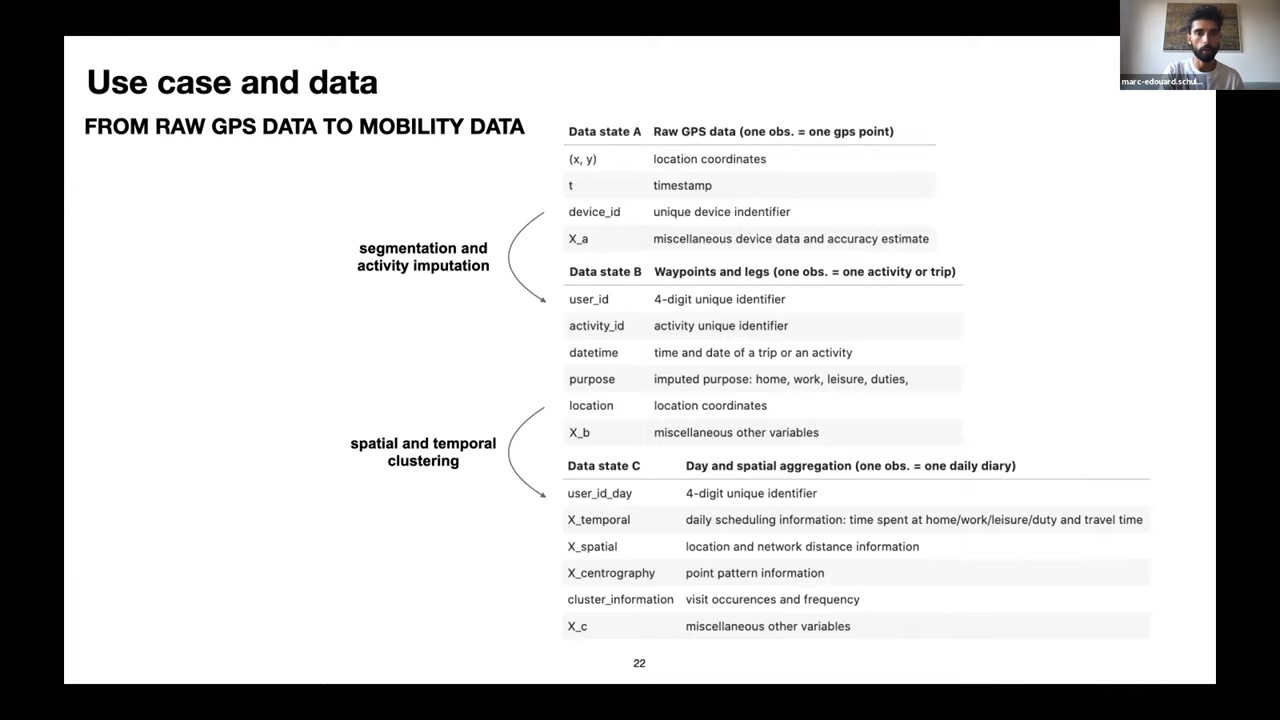 marc-edouard.schul...
Use case and data
FROM RAW GPS DATA TO MOBILITY DATA
segmentation and
activity imputation
spatial and temporal
clustering
Data state A Raw GPS data (one obs. = one gps point)
(x, y) location coordinates
t timestamp
device_id unique device indentifier
X_a miscellaneous device data and accuracy estimate
Data state B Waypoints and legs (one obs. = one activity or trip)
user_id 4-digit unique identifier
activity_id activity unique identifier
datetime time and date of a trip or an activity
purpose imputed purpose: home, work, leisure, duties,
location location coordinates
X_b miscellaneous other variables
Data state C Day and spatial aggregation (one obs. = one daily diary)
user_id_day 4-digit unique identifier
X_temporal daily scheduling information: time spent at home/work/leisure/duty and travel time
X_spatial location and network distance information
X_centrography point pattern information
cluster_information visit occurences and frequency
X_c miscellaneous other variables
22